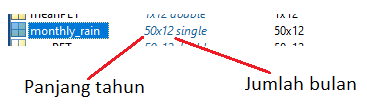 meanPET 1x12 double 1x12
monthly_rain 50x12 single 50x12
Panjang tahun Jumlah bulan